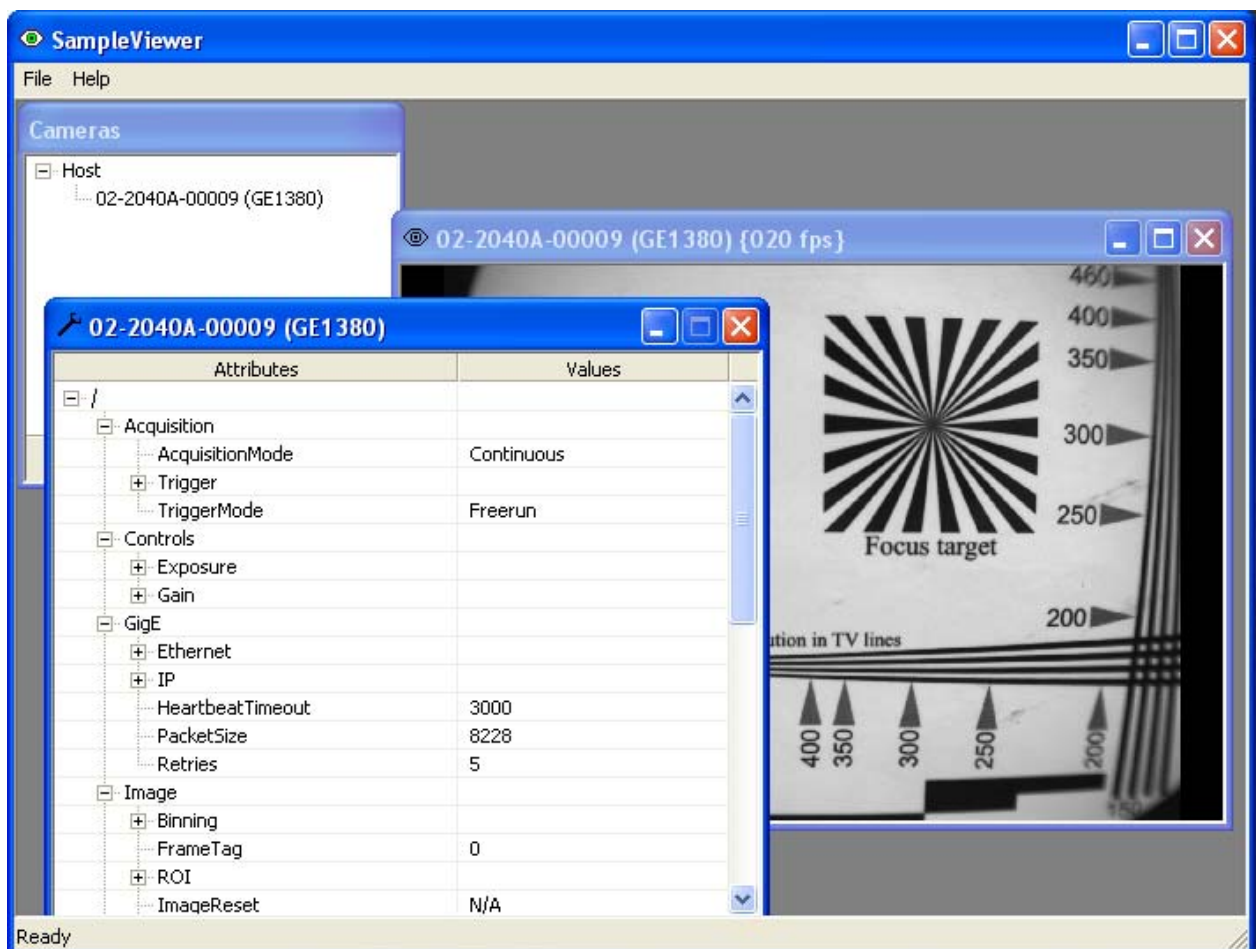 SampleViewer
File Help
Cameras
Host
02-2040A-00009 (GE1380)
02-2040A-00009 (GE1380) {020 fps}
02-2040A-00009 (GE1380)
Attributes Values
/
Acquisition
AcquisitionMode Continuous
Trigger
TriggerMode Freerun
Controls
Exposure
Gain
GigE
Ethernet
IP
HeartbeatTimeout 3000
PacketSize 8228
Retries 5
Image
Binning
FrameTag 0
ROI
ImageReset N/A
460
400
350
300
250
200
Focus target
in TV lines
400
350
300
250
200
150
Ready